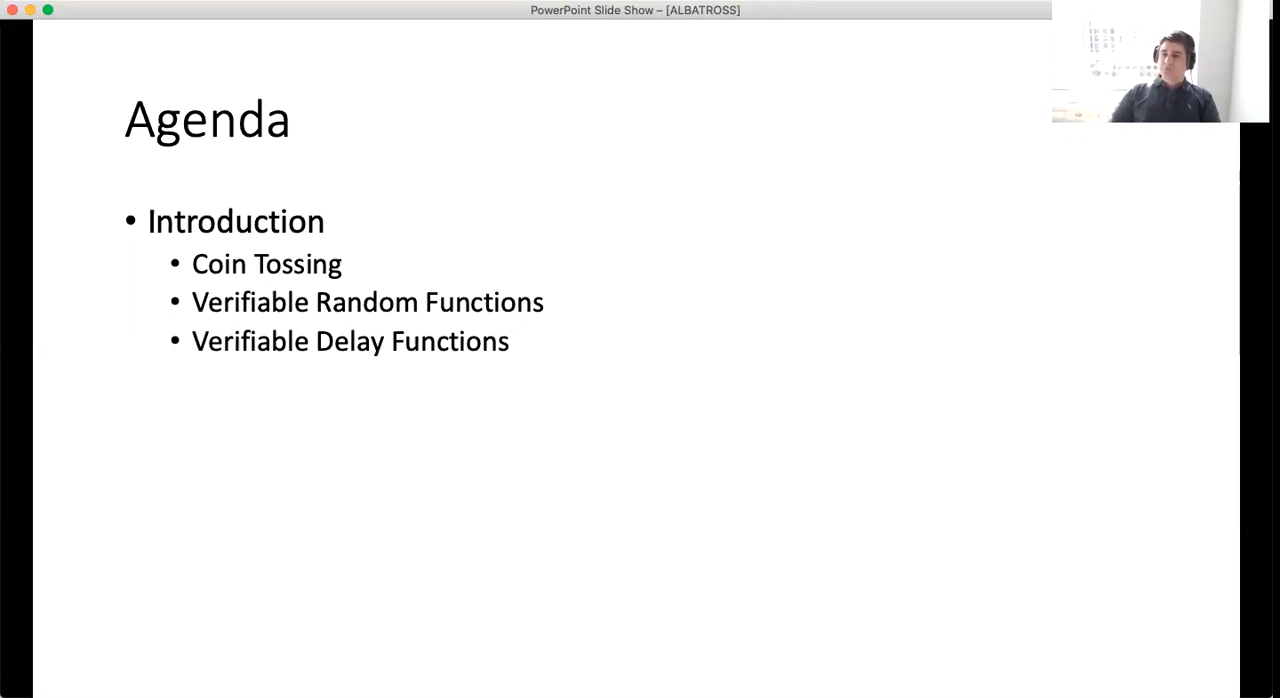 PowerPoint Slide Show – [ALBATROSS]
Agenda
• Introduction
• Coin Tossing
• Verifiable Random Functions
• Verifiable Delay Functions